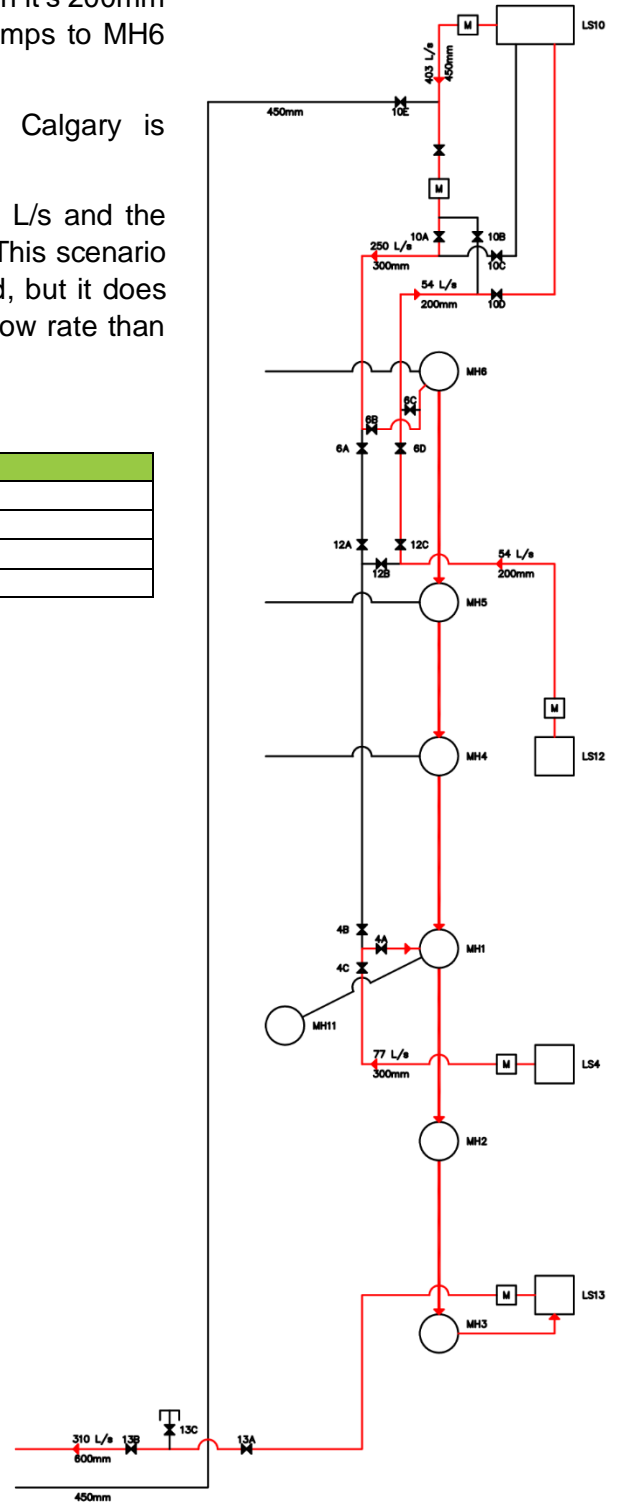 n it's 200mm
mps to MH6
Calgary is
L/s and the
This scenario
d, but it does
ow rate than
M
LS10
403 L/s
450mm
450mm
10E
M
10A
10B
250 L/s
300mm
10C
54 L/s
200mm
10D
MH6
6C
6B
6A
6D
12A
12C
12B
54 L/s
200mm
MH5
M
MH4
LS12
4B
4A
MH1
4C
MH11
77 L/s
300mm
M
LS4
MH2
M
LS13
MH3
13C
310 L/s
13B
13A
600mm
450mm